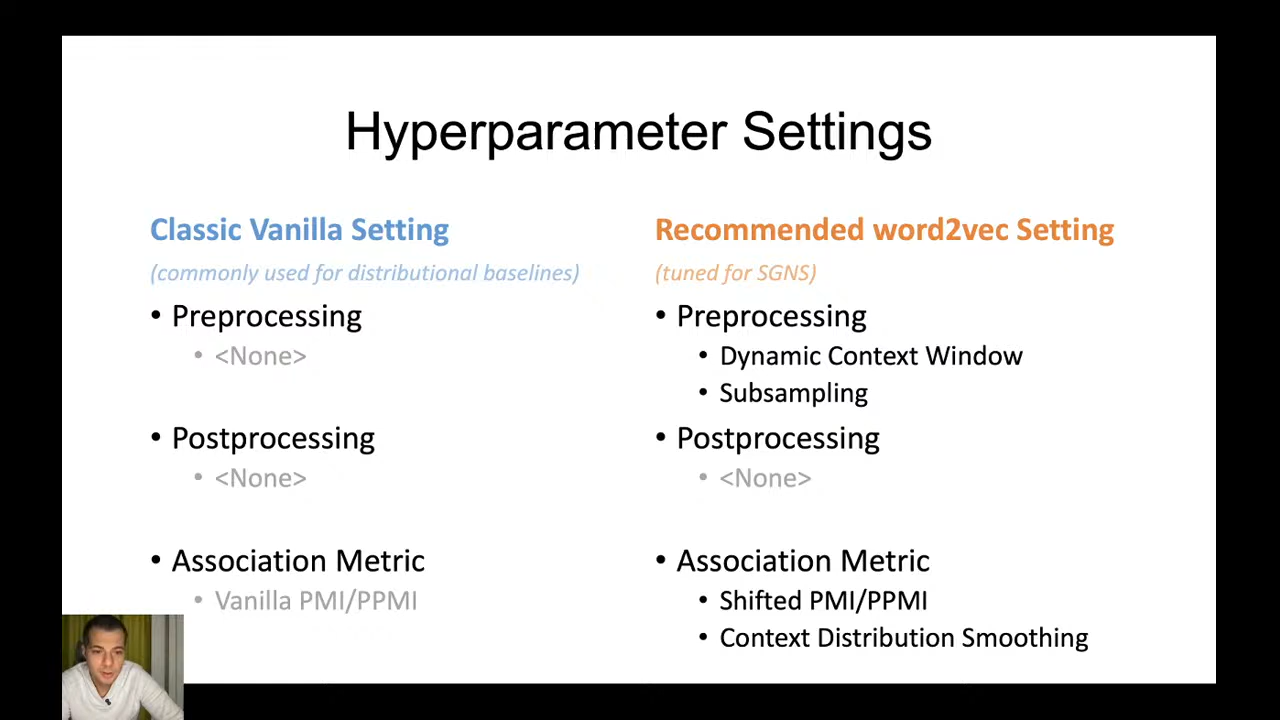 Hyperparameter Settings
Classic Vanilla Setting
(commonly used for distributional baselines)
• Preprocessing
• <None>
• Postprocessing
• <None>
• Association Metric
• Vanilla PMI/PPMI
Recommended word2vec Setting
(tuned for SGNS)
• Preprocessing
• Dynamic Context Window
• Subsampling
• Postprocessing
• <None>
• Association Metric
• Shifted PMI/PPMI
• Context Distribution Smoothing